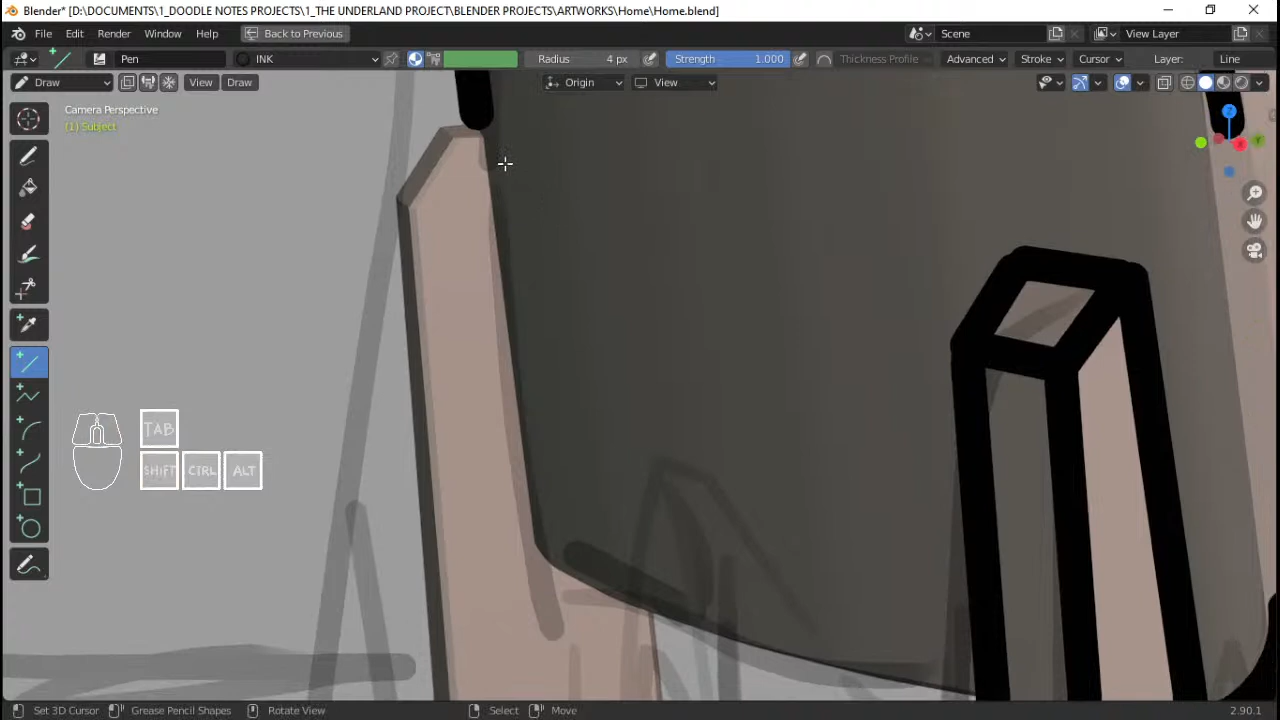 Blender* [D:\DOCUMENTS\1_DOODLE NOTES PROJECTS\1_THE UNDERLAND PROJECT\BLENDER PROJECTS\ARTWORKS\Home\Home.blend]
File Edit Render Window Help Back to Previous Scene View Layer
Pen INK Radius 4 px Strength 1.000 Thickness Profile Advanced Stroke Cursor Layer: Line
Draw View Draw Origin View
Camera Perspective
(1) Subject
Z
X
Y
TAB
SHIFT CTRL ALT
Set 3D Cursor Grease Pencil Shapes Rotate View Select Move 2.90.1